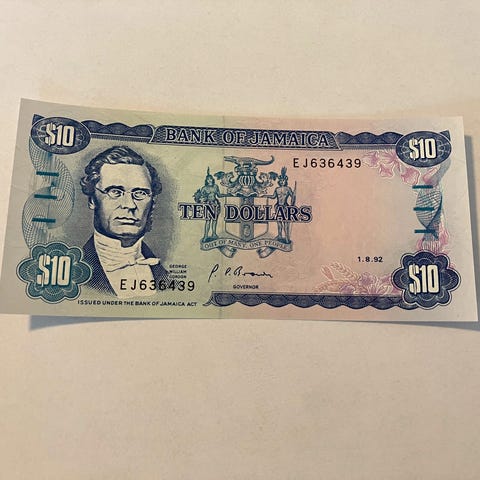 $10
BANK OF JAMAICA
$10
EJ636439
TEN DOLLARS
OUT OF MANY, ONE PEOPLE
1.8.92
GEORGE
WILLIAM
GORDON
$10
EJ636439
GOVERNOR
$10
ISSUED UNDER THE BANK OF JAMAICA ACT